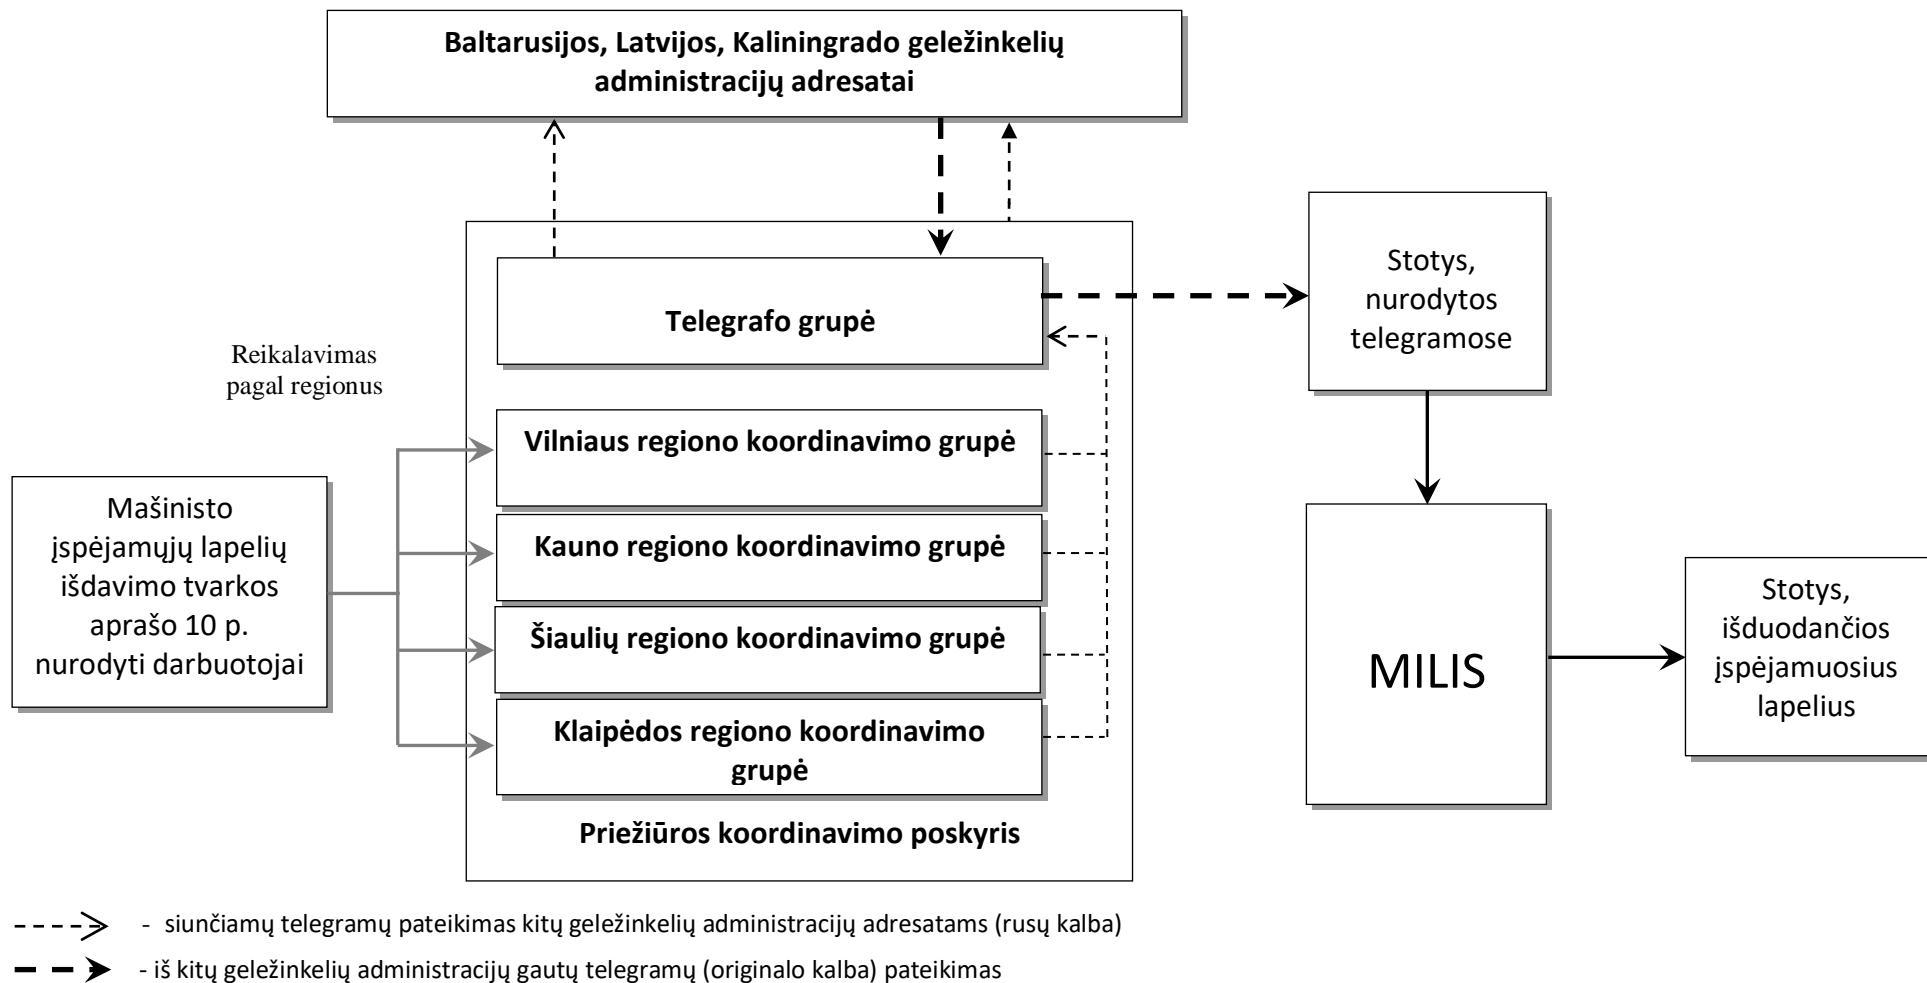 Baltarusijos, Latvijos, Kaliningrado geležinkelių
administracijų adresatai
Telegrafo grupė
Stotys,
nurodytos
telegramose
Reikalavimas
pagal regionus
Vilniaus regiono koordinavimo grupė
Mašinisto
įspėjamųjų lapelių
išdavimo tvarkos
aprašo 10 p.
nurodyti darbuotojai
Kauno regiono koordinavimo grupė
Šiaulių regiono koordinavimo grupė
Klaipėdos regiono koordinavimo
grupė
Priežiūros koordinavimo poskyris
MILIS
Stotys,
išduodančios
įspėjamuosius
lapelius
- siunčiamų telegramų pateikimas kitų geležinkelių administracijų adresatams (rusų kalba)
- iš kitų geležinkelių administracijų gautų telegramų (originalo kalba) pateikimas